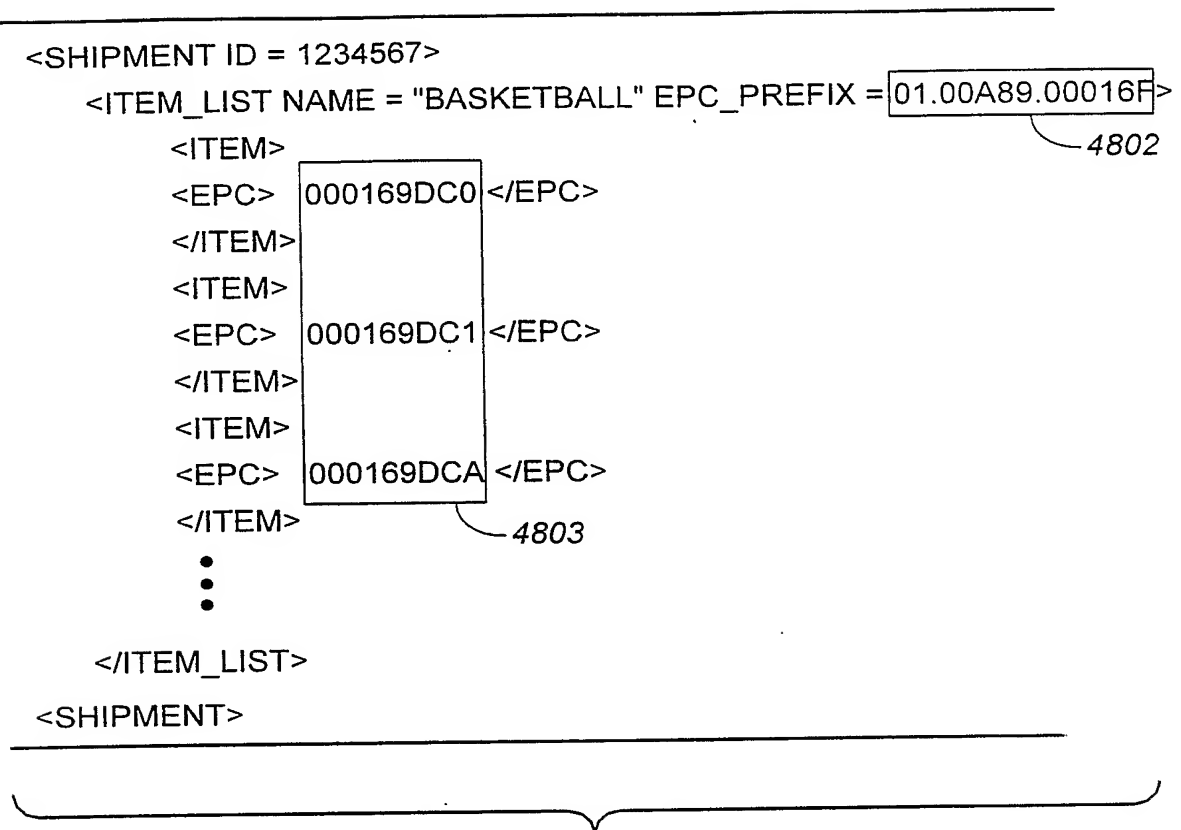 <SHIPMENT ID = 1234567>
<ITEM_LIST NAME = "BASKETBALL" EPC_PREFIX = 01.00A89.00016F>
4802
<ITEM>
<EPC> 000169DC0 </EPC>
</ITEM>
<ITEM>
<EPC> 000169DC1 </EPC>
</ITEM>
<ITEM>
<EPC> 000169DCA </EPC>
</ITEM>
4803
</ITEM_LIST>
<SHIPMENT>